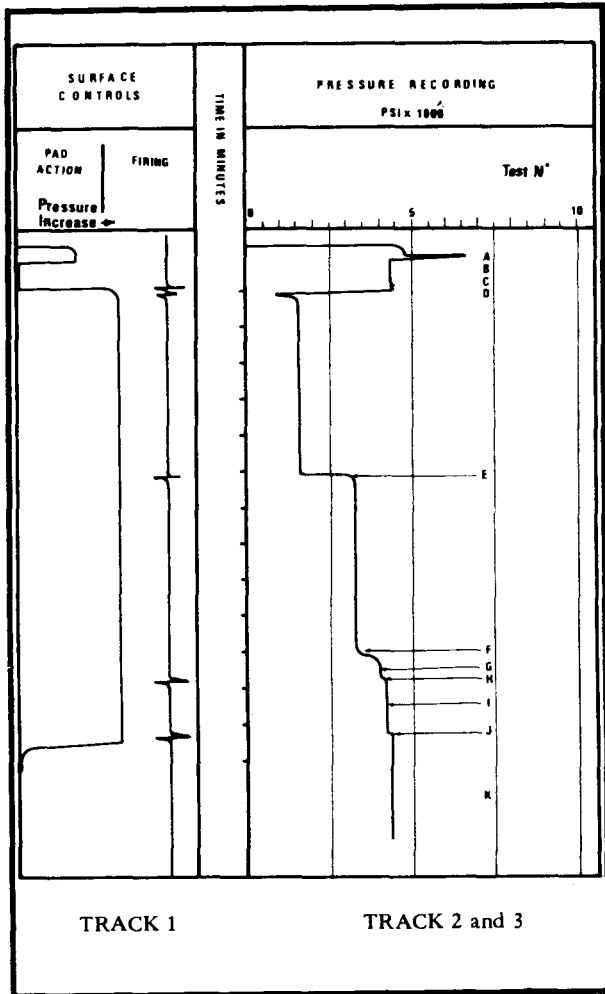 SURFACE
CONTROLS
PAD
ACTION
FIRING
Pressure
Increase
TIME IN MINUTES
PRESSURE RECORDING
PSI x 1000
Test N°
0
5
10
A
B
C
D
E
F
G
H
I
J
K
TRACK 1
TRACK 2 and 3